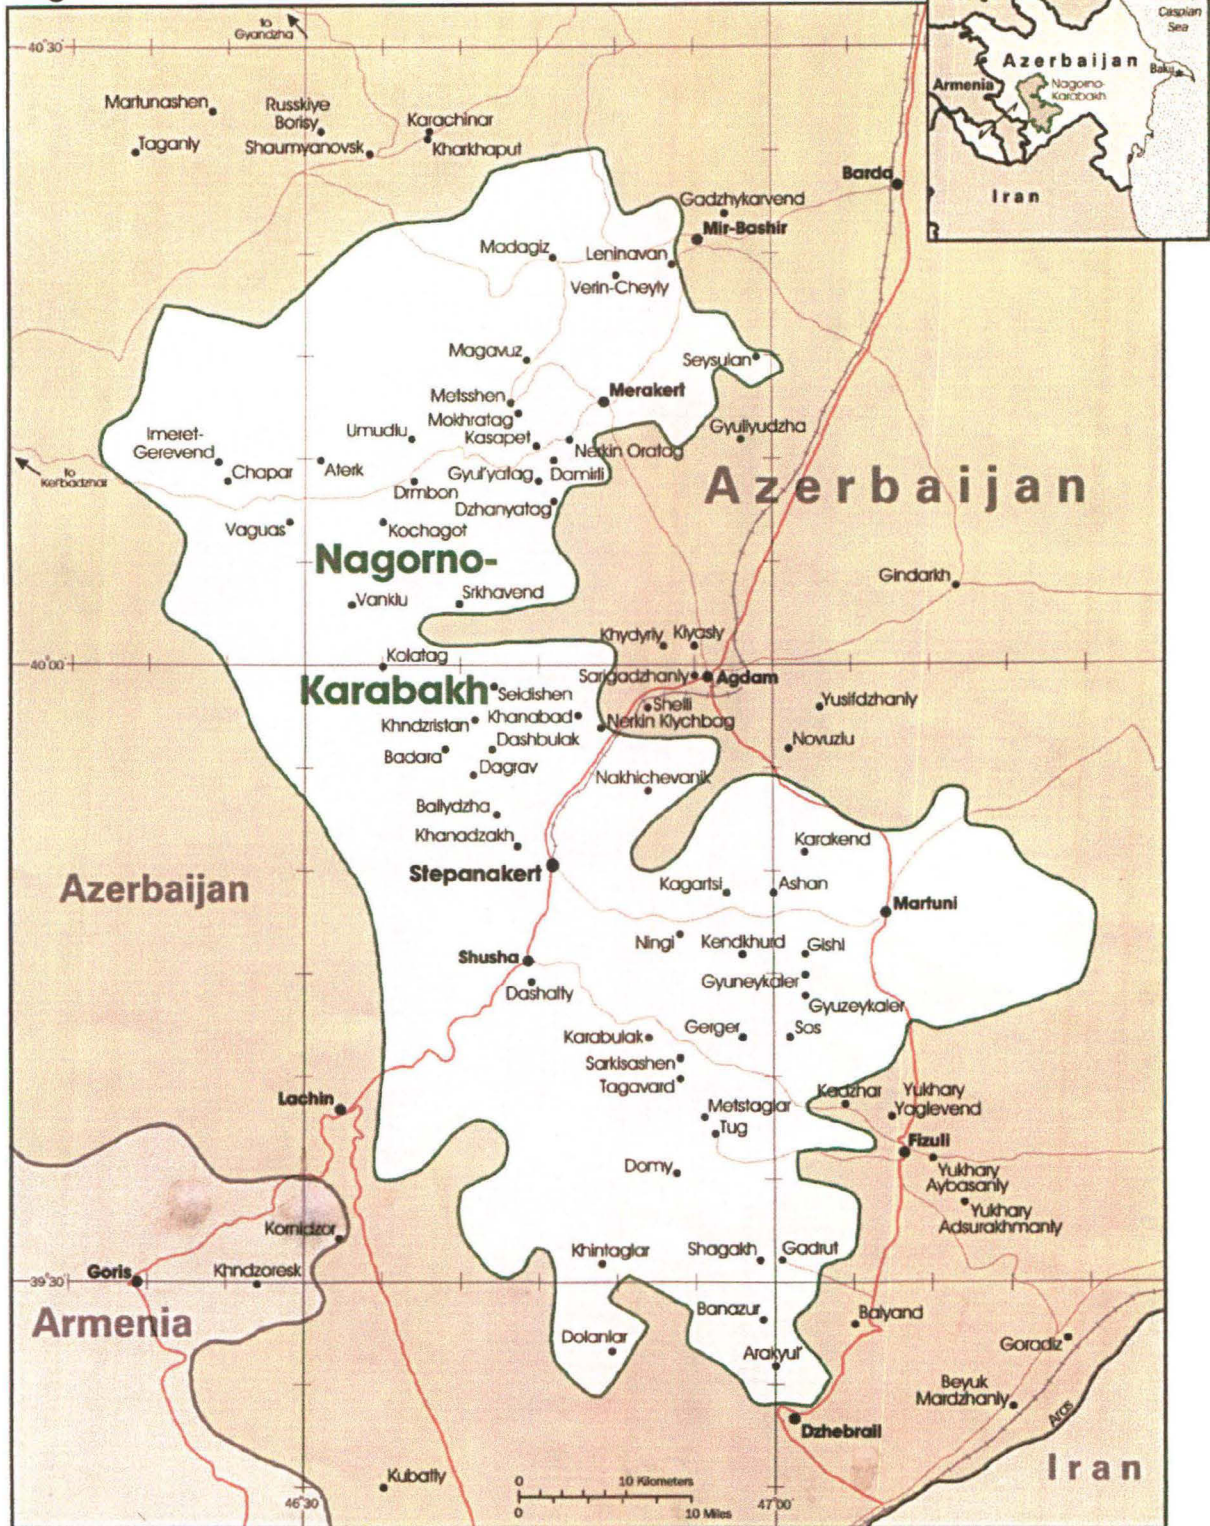 to
Gyandzha
40°30'
Caspian
Sea
Azerbaijan
Baku
Armenia
Nagorno-
Karabakh
Iran
Martunashen
Russkiye
Borisy
Karachinar
Taganly
Shaumyanovsk
Kharkhaput
Barda
Gadzhykarvend
Mir-Bashir
Madagiz
Leninavan
Verin-Cheyly
Magavuz
Seysulan
Metsshen
Merakert
Mokhratag
Imeret-
Gerevend
Umudlu
Kasapet
Nerkin Oratag
Gyullyudzha
to
Kerbadzhar
Chapar
Aterk
Gyul'yatag
Damirli
Azerbaijan
Drmbon
Dzhanyatag
Vaguas
Kochagot
Nagorno-
Gindarkh
Vanklu
Srkhavend
Khydyrly
Klyasly
40°00'
Kolatag
Sarigadzhanly
Agdam
Karabakh
Seidishen
Shelli
Yusifdzhanly
Khndzristan
Khanabad
Nerkin Klychbag
Badara
Dashbulak
Novuzlu
Dagrav
Nakhichevanik
Ballydzha
Khanadzakh
Karakend
Stepanakert
Azerbaijan
Kagartsi
Ashan
Martuni
Ningi
Kendkhurd
Gishi
Shusha
Gyuneykaler
Dashalty
Gyuzeykaler
Karabulak
Gerger
Sos
Sarkisashen
Tagavard
Lachin
Kadzhar
Yukhary
Yaglevend
Metstaglar
Tug
Fizuli
Domy
Yukhary
Aybasanly
Yukhary
Adsurakhmanly
Kornidzor
Khintaglar
Shagakh
Gadrut
Goris
Khndzoresk
39°30'
Armenia
Banazur
Balyand
Dolanlar
Goradiz
Arakyul'
Beyuk
Mardzhanly
Aras
Dzhebrail
Iran
Kubatly
0
10 Kilometers
0
10 Miles
46°30'
47°00'